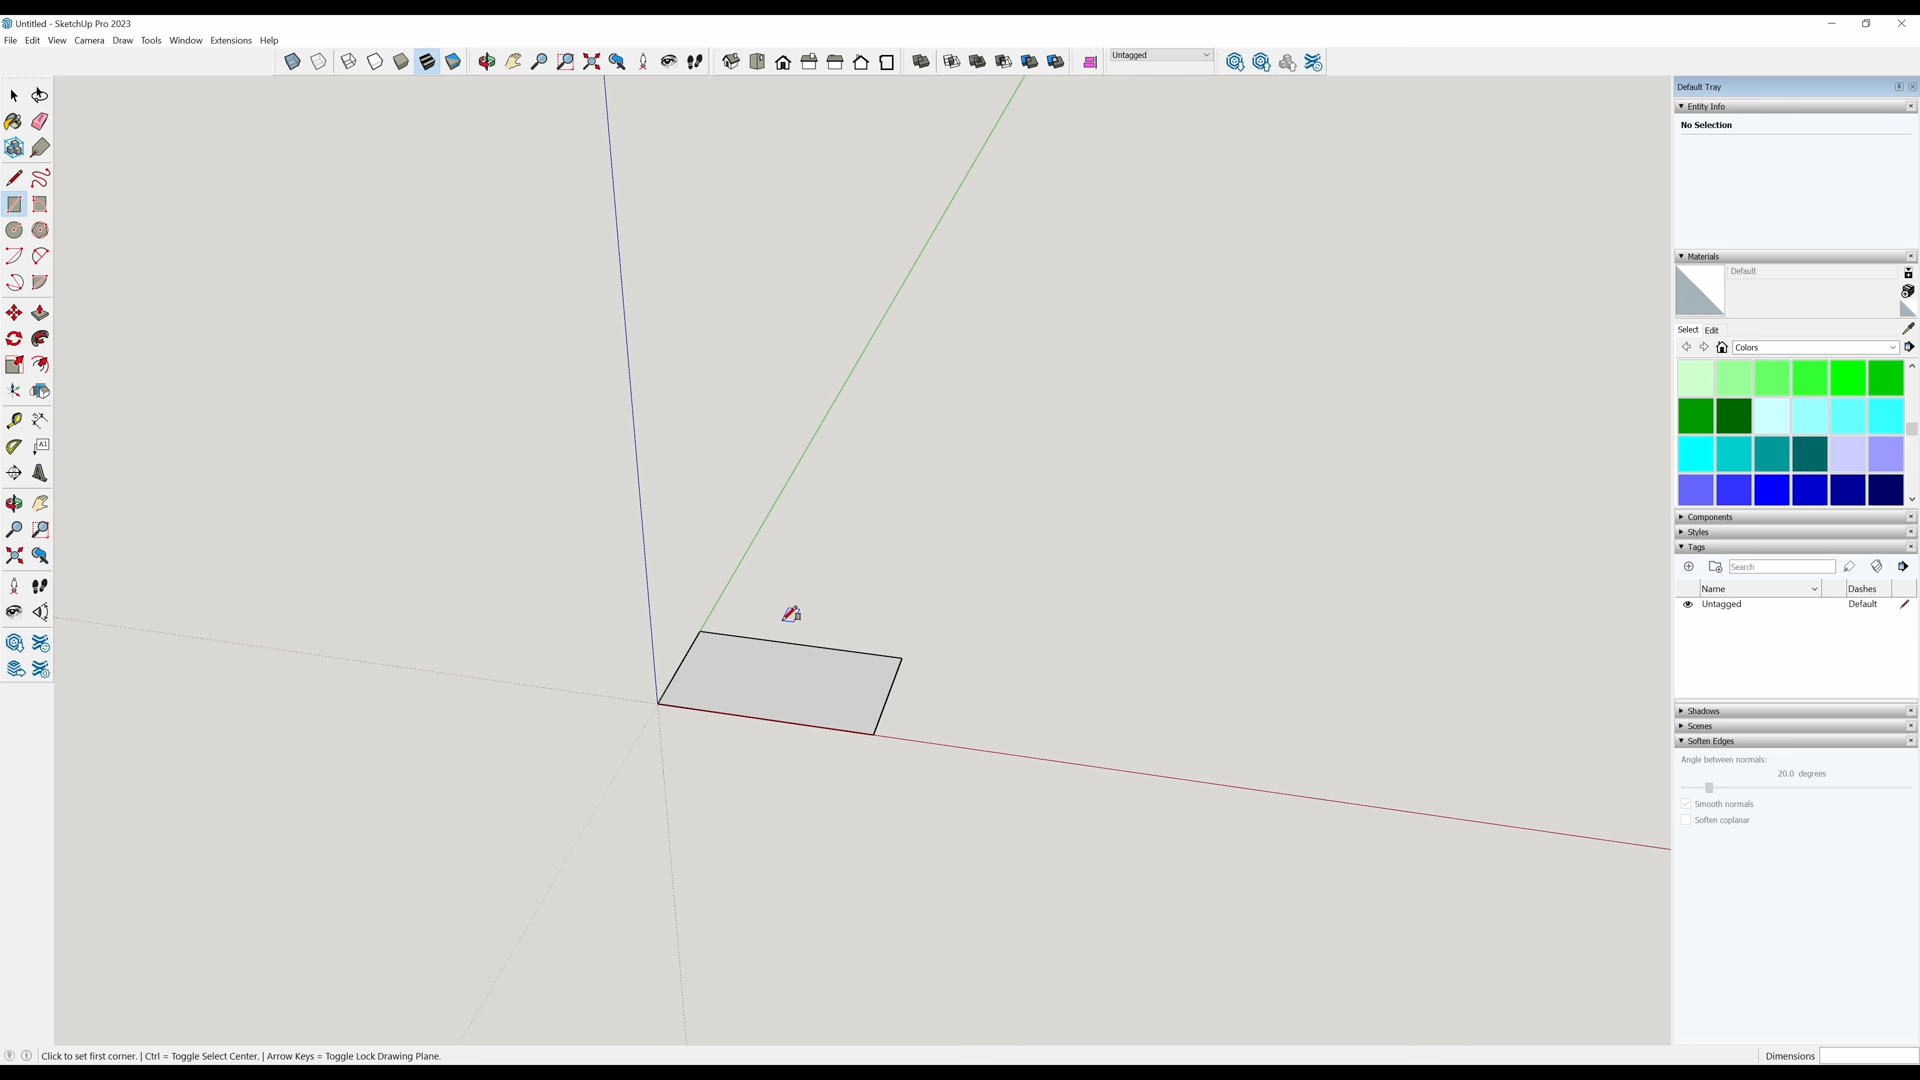 Untitled - SketchUp Pro 2023
File Edit View Camera Draw Tools Window Extensions Help
Untagged
Default Tray
Entity Info
No Selection
Materials
Default
Select Edit
Colors
Components
Styles
Tags
Search
Name Dashes
Untagged Default
Shadows
Scenes
Soften Edges
Angle between normals:
20.0 degrees
Smooth normals
Soften coplanar
A1
Click to set first corner. | Ctrl = Toggle Select Center. | Arrow Keys = Toggle Lock Drawing Plane.
Dimensions